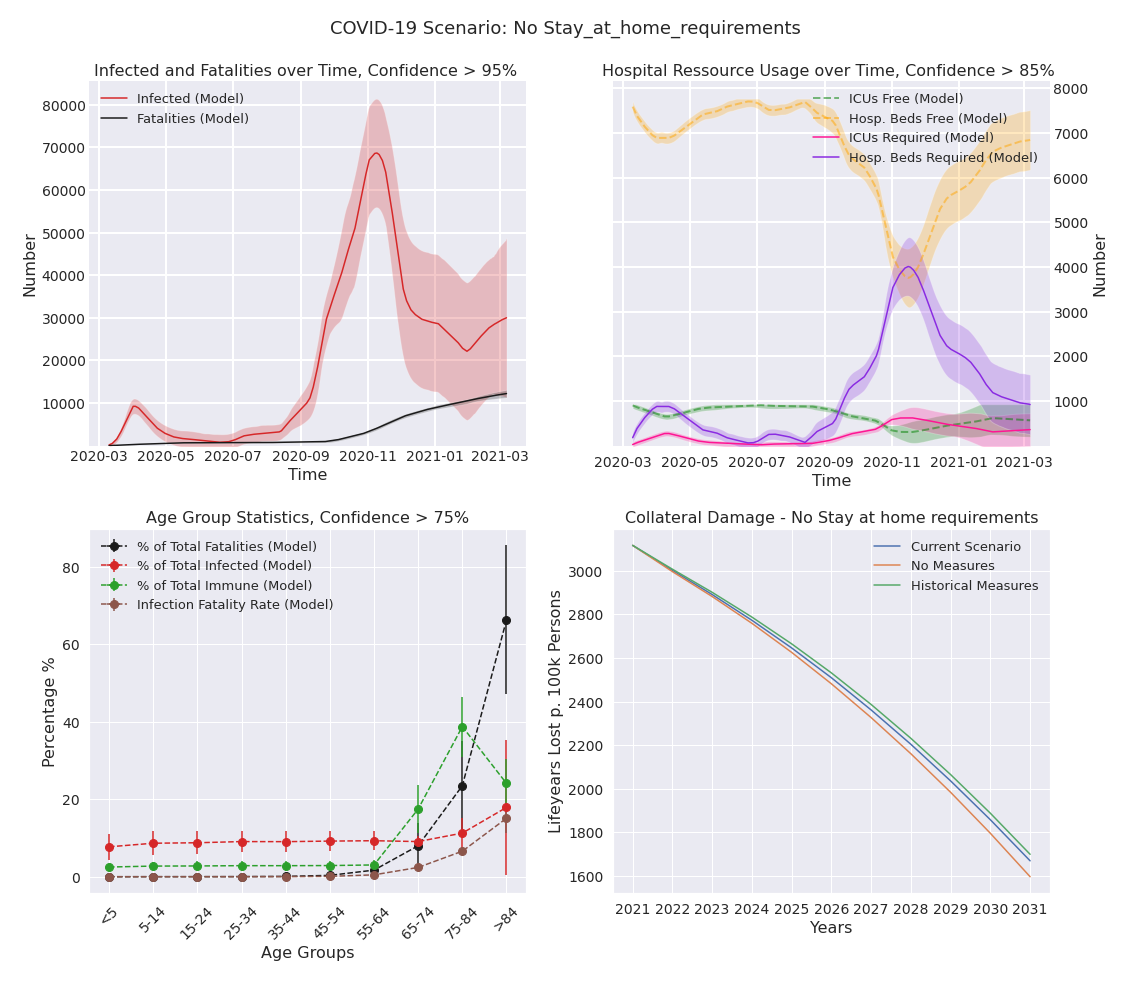 COVID-19 Scenario: No Stay_at_home_requirements
Infected and Fatalities over Time, Confidence > 95%
Infected (Model)
Fatalities (Model)
80000
70000
60000
50000
40000
30000
20000
10000
Number
2020-03 2020-05 2020-07 2020-09 2020-11 2021-01 2021-03
Time
Hospital Ressource Usage over Time, Confidence > 85%
ICUs Free (Model)
Hosp. Beds Free (Model)
ICUs Required (Model)
Hosp. Beds Required (Model)
8000
7000
6000
5000
4000
3000
2000
1000
Number
2020-03 2020-05 2020-07 2020-09 2020-11 2021-01 2021-03
Time
Age Group Statistics, Confidence > 75%
% of Total Fatalities (Model)
% of Total Infected (Model)
% of Total Immune (Model)
Infection Fatality Rate (Model)
80
60
40
20
0
Percentage %
<5 5-14 15-24 25-34 35-44 45-54 55-64 65-74 75-84 >84
Age Groups
Collateral Damage - No Stay at home requirements
Current Scenario
No Measures
Historical Measures
3000
2800
2600
2400
2200
2000
1800
1600
Lifeyears Lost p. 100k Persons
2021 2022 2023 2024 2025 2026 2027 2028 2029 2030 2031
Years